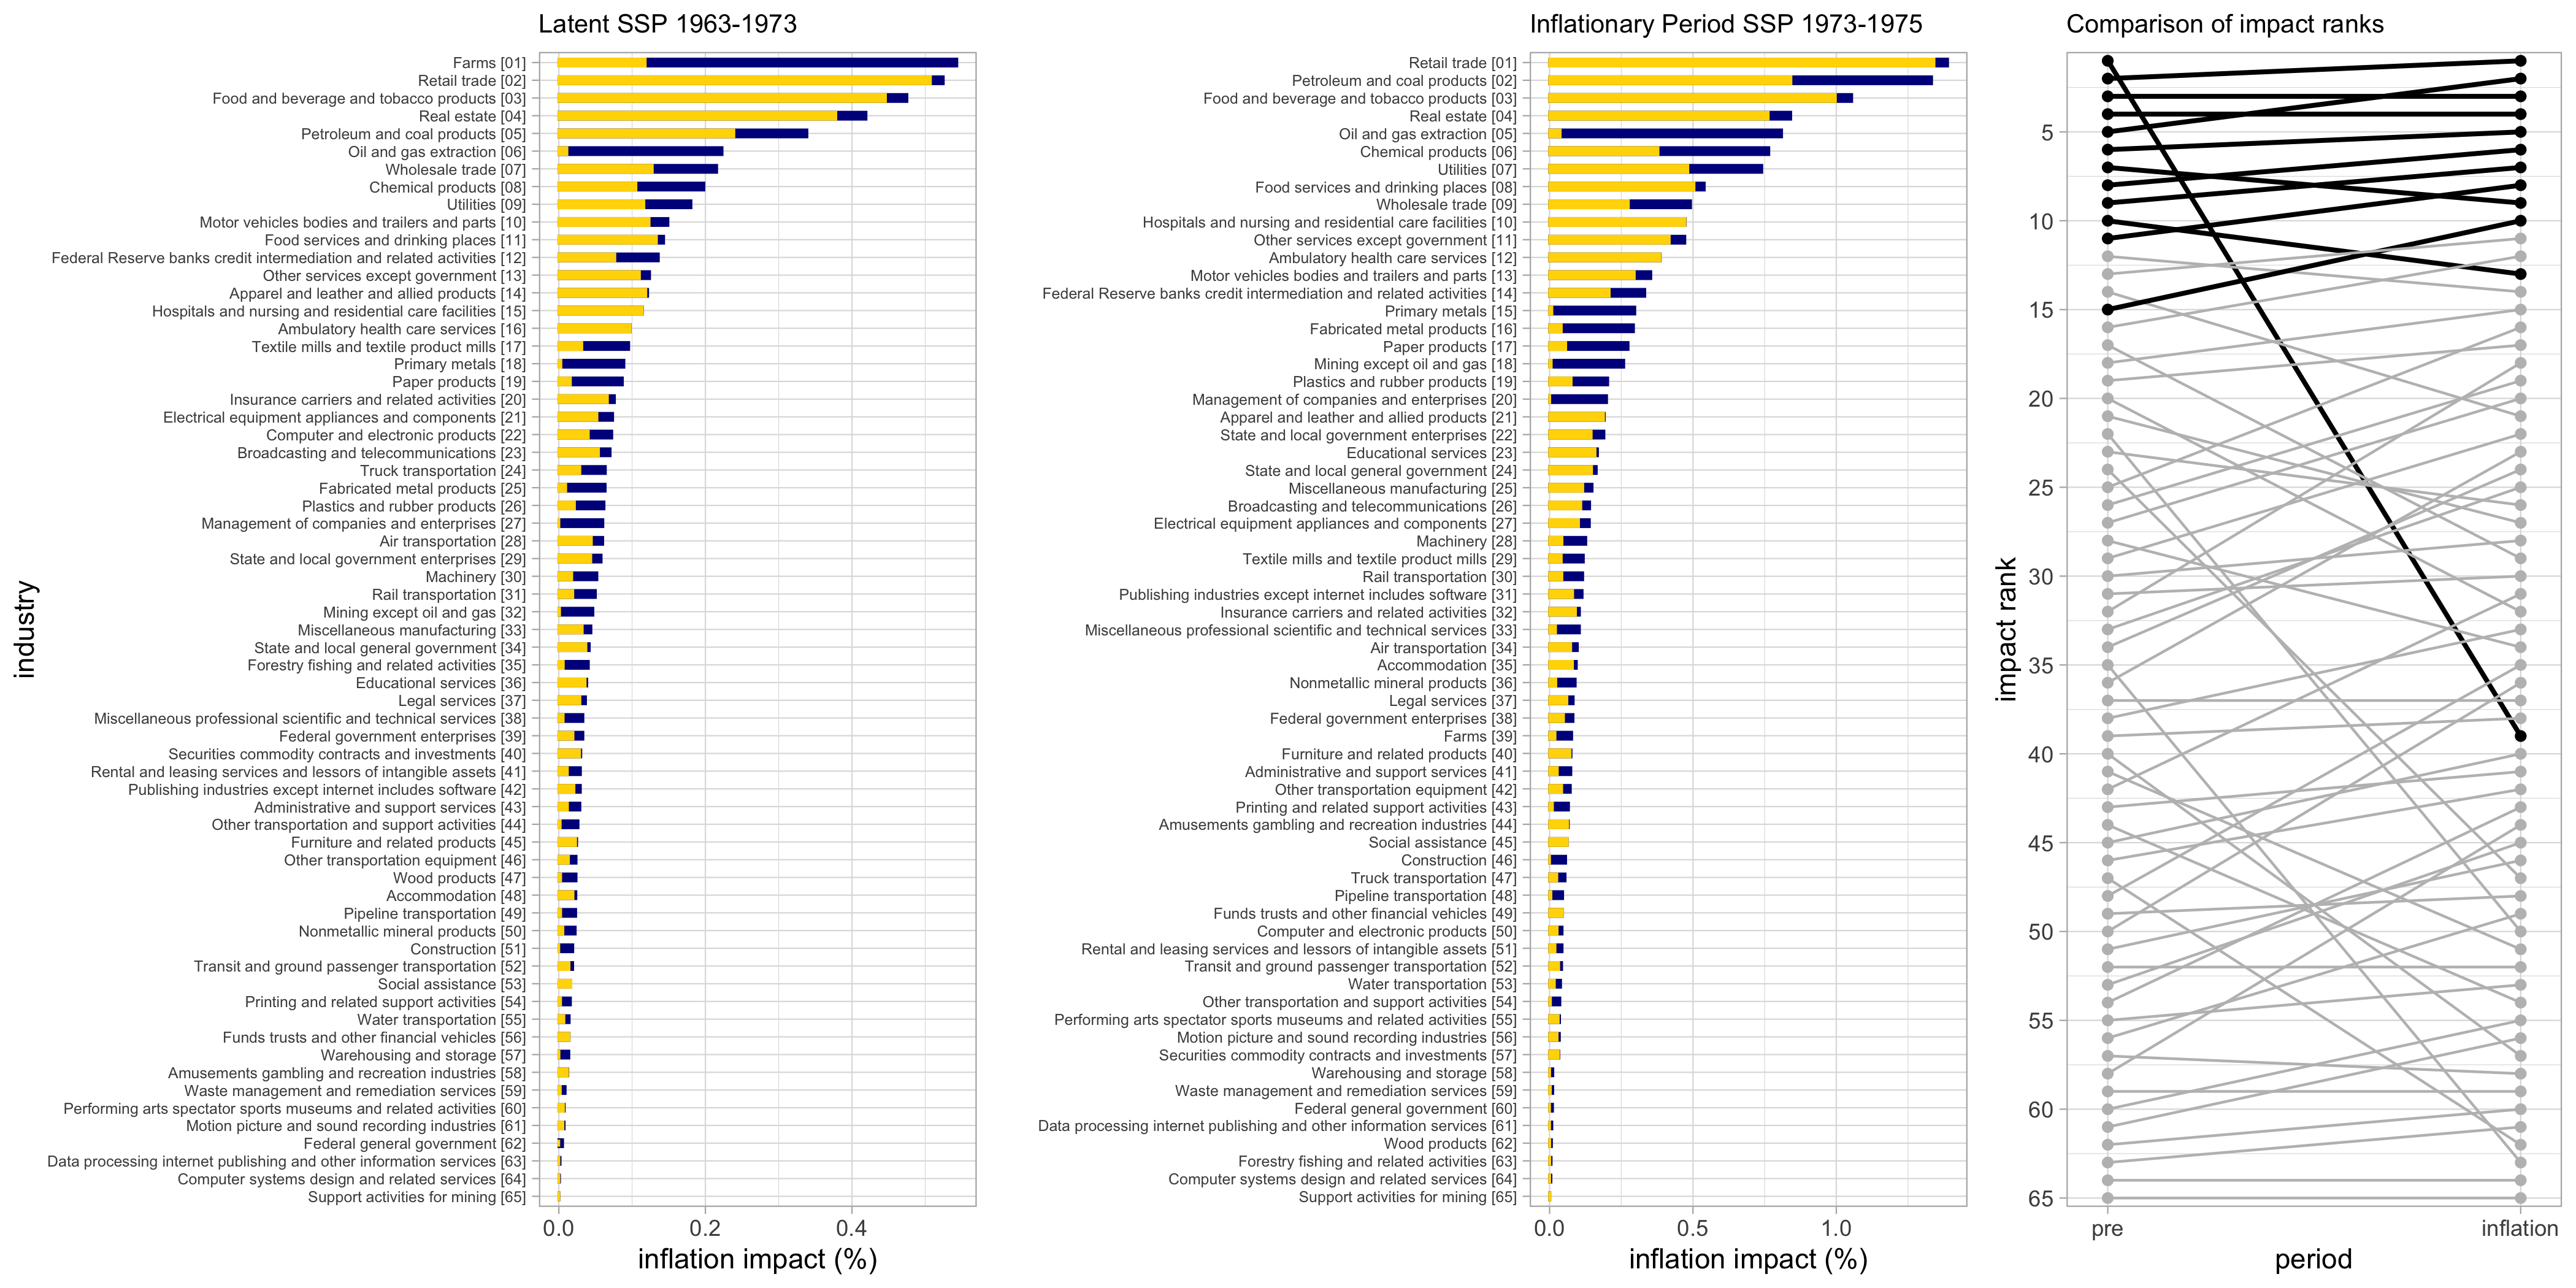 Latent SSP 1963-1973
Farms [01]
Retail trade [02]
Food and beverage and tobacco products [03]
Real estate [04]
Petroleum and coal products [05]
Oil and gas extraction [06]
Wholesale trade [07]
Chemical products [08]
Utilities [09]
Motor vehicles bodies and trailers and parts [10]
Food services and drinking places [11]
Federal Reserve banks credit intermediation and related activities [12]
Other services except government [13]
Apparel and leather and allied products [14]
Hospitals and nursing and residential care facilities [15]
Ambulatory health care services [16]
Textile mills and textile product mills [17]
Primary metals [18]
Paper products [19]
Insurance carriers and related activities [20]
Electrical equipment appliances and components [21]
Computer and electronic products [22]
Broadcasting and telecommunications [23]
Truck transportation [24]
Fabricated metal products [25]
Plastics and rubber products [26]
Management of companies and enterprises [27]
Air transportation [28]
State and local government enterprises [29]
Machinery [30]
Rail transportation [31]
Mining except oil and gas [32]
Miscellaneous manufacturing [33]
State and local general government [34]
Forestry fishing and related activities [35]
Educational services [36]
Legal services [37]
Miscellaneous professional scientific and technical services [38]
Federal government enterprises [39]
Securities commodity contracts and investments [40]
Rental and leasing services and lessors of intangible assets [41]
Publishing industries except internet includes software [42]
Administrative and support services [43]
Other transportation and support activities [44]
Furniture and related products [45]
Other transportation equipment [46]
Wood products [47]
Accommodation [48]
Pipeline transportation [49]
Nonmetallic mineral products [50]
Construction [51]
Transit and ground passenger transportation [52]
Social assistance [53]
Printing and related support activities [54]
Water transportation [55]
Funds trusts and other financial vehicles [56]
Warehousing and storage [57]
Amusements gambling and recreation industries [58]
Waste management and remediation services [59]
Performing arts spectator sports museums and related activities [60]
Motion picture and sound recording industries [61]
Federal general government [62]
Data processing internet publishing and other information services [63]
Computer systems design and related services [64]
Support activities for mining [65]
industry
0.0 0.2 0.4
inflation impact (%)
Inflationary Period SSP 1973-1975
Retail trade [01]
Petroleum and coal products [02]
Food and beverage and tobacco products [03]
Real estate [04]
Oil and gas extraction [05]
Chemical products [06]
Utilities [07]
Food services and drinking places [08]
Wholesale trade [09]
Hospitals and nursing and residential care facilities [10]
Other services except government [11]
Ambulatory health care services [12]
Motor vehicles bodies and trailers and parts [13]
Federal Reserve banks credit intermediation and related activities [14]
Primary metals [15]
Fabricated metal products [16]
Paper products [17]
Mining except oil and gas [18]
Plastics and rubber products [19]
Management of companies and enterprises [20]
Apparel and leather and allied products [21]
State and local government enterprises [22]
Educational services [23]
State and local general government [24]
Miscellaneous manufacturing [25]
Broadcasting and telecommunications [26]
Electrical equipment appliances and components [27]
Machinery [28]
Textile mills and textile product mills [29]
Rail transportation [30]
Publishing industries except internet includes software [31]
Insurance carriers and related activities [32]
Miscellaneous professional scientific and technical services [33]
Air transportation [34]
Accommodation [35]
Nonmetallic mineral products [36]
Legal services [37]
Federal government enterprises [38]
Farms [39]
Furniture and related products [40]
Administrative and support services [41]
Other transportation equipment [42]
Printing and related support activities [43]
Amusements gambling and recreation industries [44]
Social assistance [45]
Construction [46]
Truck transportation [47]
Pipeline transportation [48]
Funds trusts and other financial vehicles [49]
Computer and electronic products [50]
Rental and leasing services and lessors of intangible assets [51]
Transit and ground passenger transportation [52]
Water transportation [53]
Other transportation and support activities [54]
Performing arts spectator sports museums and related activities [55]
Motion picture and sound recording industries [56]
Securities commodity contracts and investments [57]
Warehousing and storage [58]
Waste management and remediation services [59]
Federal general government [60]
Data processing internet publishing and other information services [61]
Wood products [62]
Forestry fishing and related activities [63]
Computer systems design and related services [64]
Support activities for mining [65]
0.0 0.5 1.0
inflation impact (%)
Comparison of impact ranks
5
10
15
20
25
30
35
40
45
50
55
60
65
impact rank
pre inflation
period